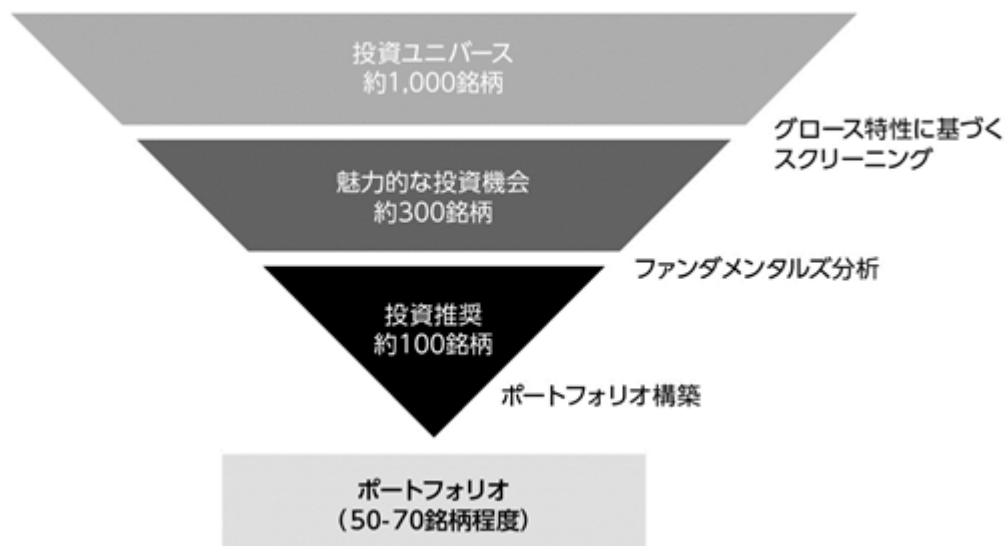 投資ユニバース
約1,000銘柄
グロース特性に基づく
スクリーニング
魅力的な投資機会
約300銘柄
ファンダメンタルズ分析
投資推奨
約100銘柄
ポートフォリオ構築
ポートフォリオ
（50-70銘柄程度）